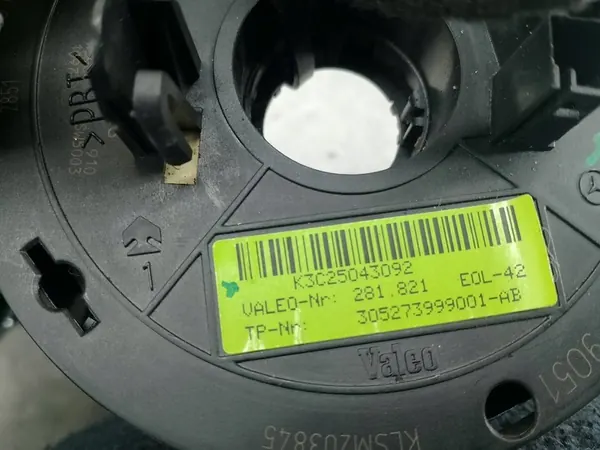 >PBT<
K3C25043092
EOL-42
VALEO-Nr: 281.821
TP-Nr: 305273999001-AB
Valeo
1
9051
KLSM203845